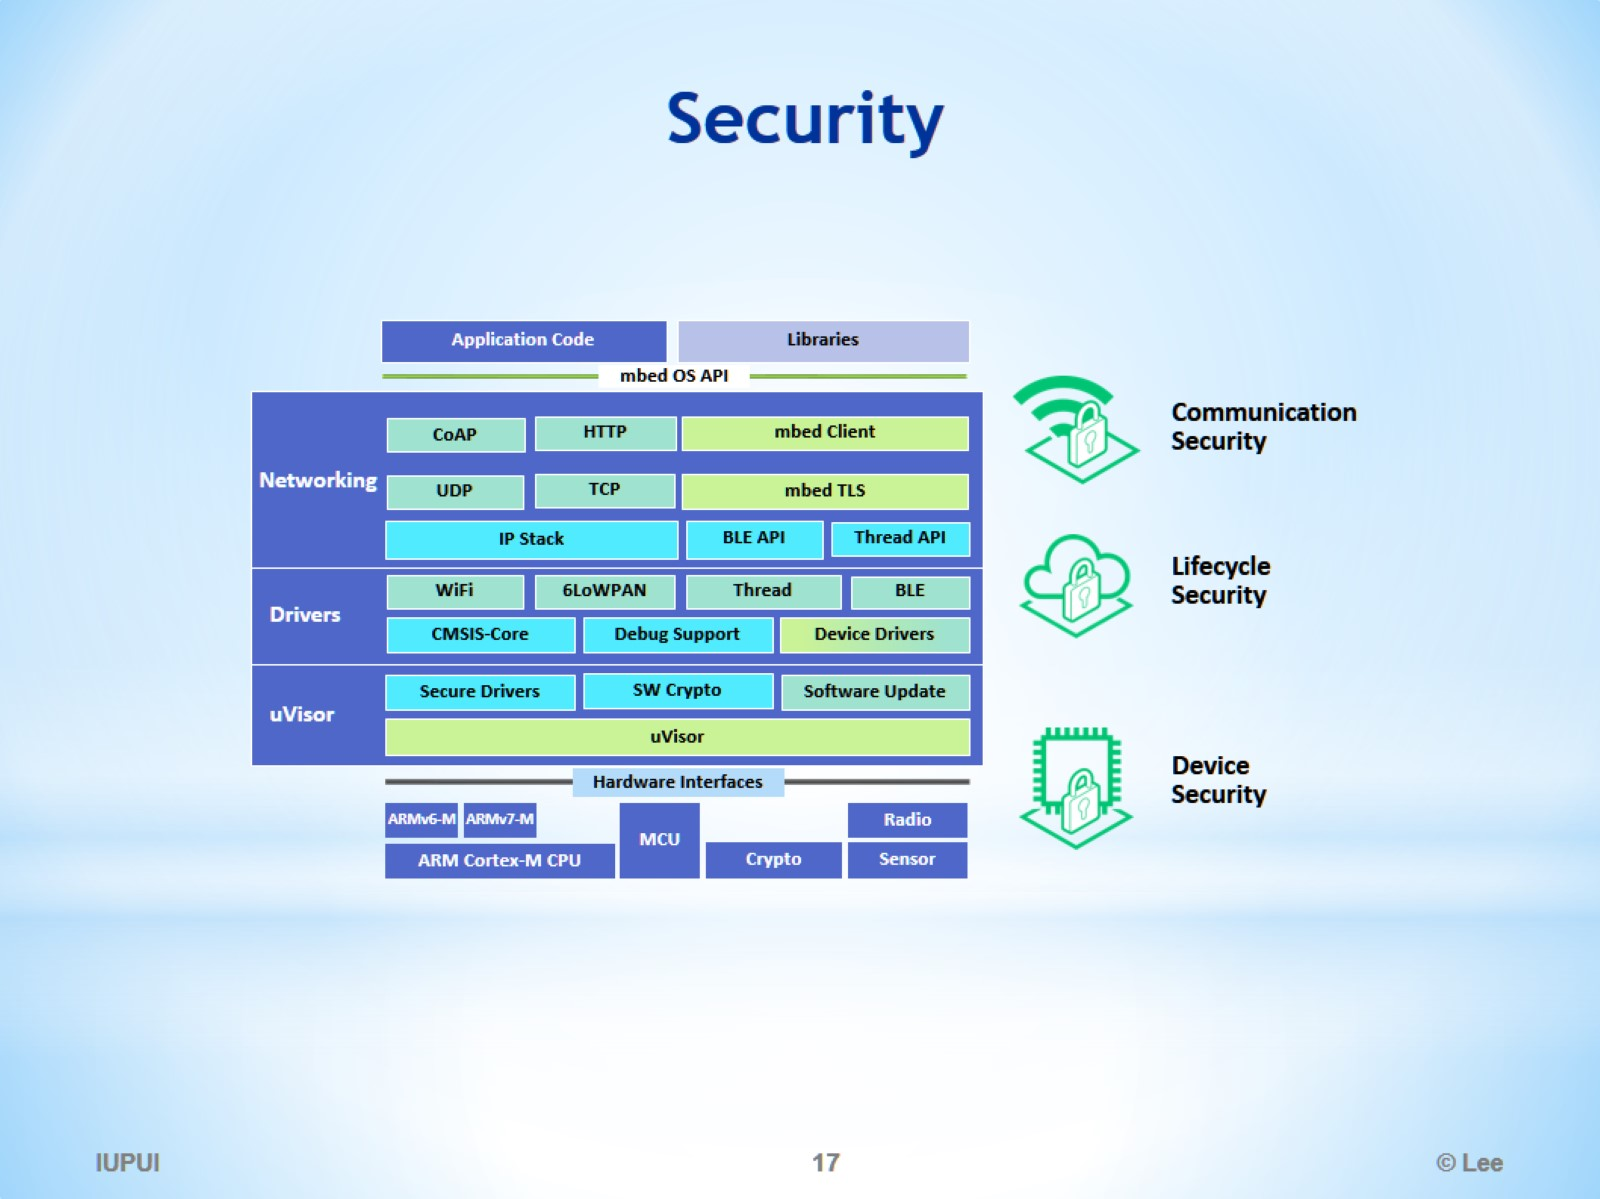 Security
Application Code
Libraries
mbed OS API
Networking
CoAP
HTTP
mbed Client
UDP
TCP
mbed TLS
IP Stack
BLE API
Thread API
Drivers
WiFi
6LoWPAN
Thread
BLE
CMSIS-Core
Debug Support
Device Drivers
uVisor
Secure Drivers
SW Crypto
Software Update
uVisor
Hardware Interfaces
ARMv6-M
ARMv7-M
MCU
Radio
ARM Cortex-M CPU
Crypto
Sensor
Communication
Security
Lifecycle
Security
Device
Security
IUPUI
17
© Lee